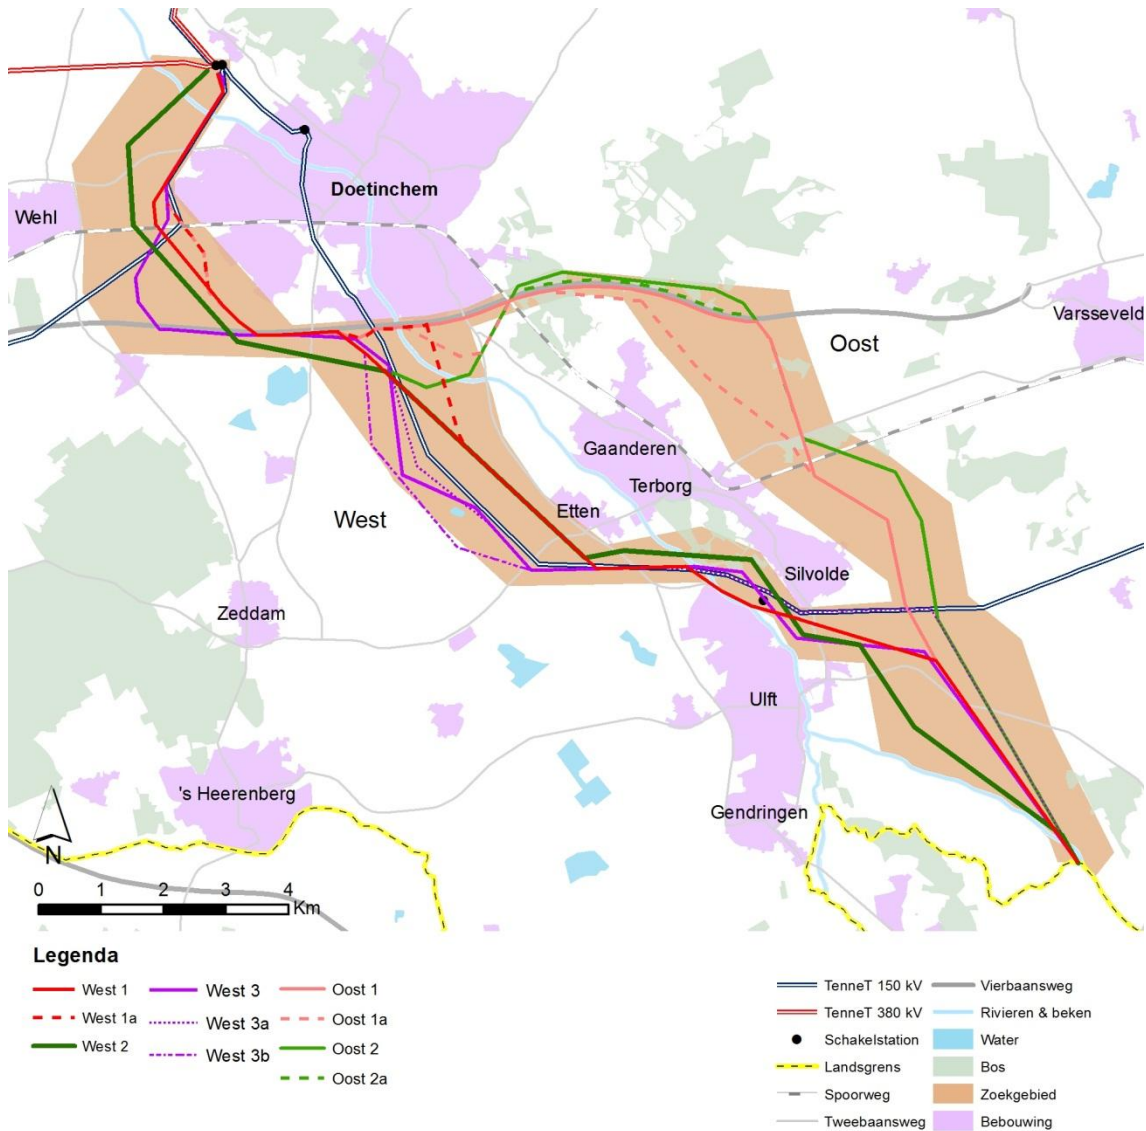 Doetinchem
Wehl
Varsseveld
Oost
Gaanderen
Terborg
Etten
West
Silvolde
Zeddam
Ulft
's Heerenberg
Gendringen
N
0 1 2 3 4
Km
Legenda
West 1
West 1a
West 2
West 3
West 3a
West 3b
Oost 1
Oost 1a
Oost 2
Oost 2a
TenneT 150 kV
TenneT 380 kV
Schakelstation
Landsgrens
Spoorweg
Tweebaansweg
Vierbaansweg
Rivieren & beken
Water
Bos
Zoekgebied
Bebouwing